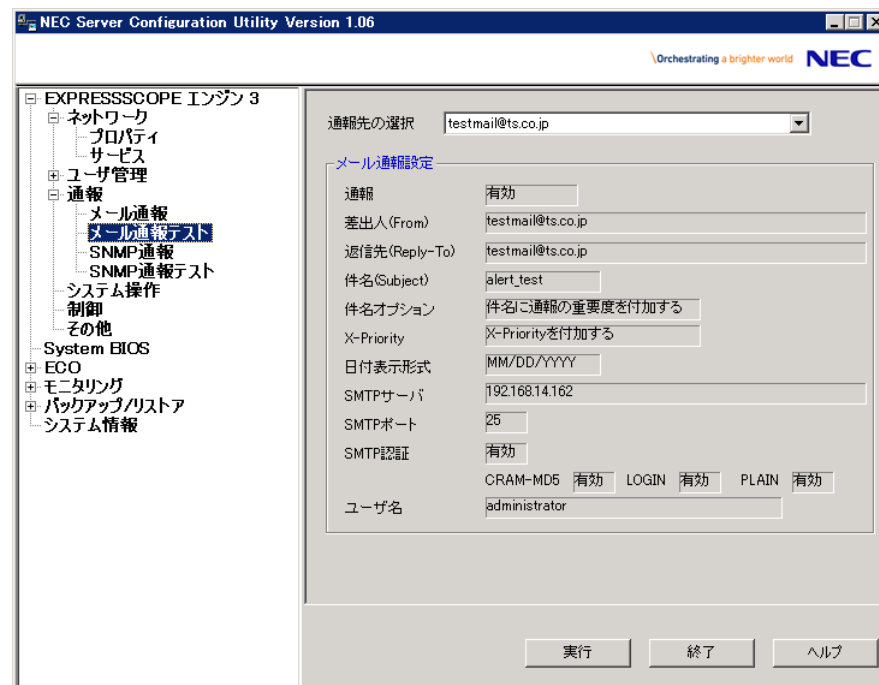 NEC Server Configuration Utility Version 1.06
\Orchestrating a brighter world NEC
EXPRESSSCOPE エンジン 3
ネットワーク
プロパティ
サービス
ユーザ管理
通報
メール通報
メール通報テスト
SNMP通報
SNMP通報テスト
システム操作
制御
その他
System BIOS
ECO
モニタリング
バックアップ/リストア
システム情報
通報先の選択 testmail@ts.co.jp
メール通報設定
通報 有効
差出人(From) testmail@ts.co.jp
返信先(Reply-To) testmail@ts.co.jp
件名(Subject) alert_test
件名オプション 件名に通報の重要度を付加する
X-Priority X-Priorityを付加する
日付表示形式 MM/DD/YYYY
SMTPサーバ 192.168.14.162
SMTPポート 25
SMTP認証 有効
CRAM-MD5 有効 LOGIN 有効 PLAIN 有効
ユーザ名 administrator
実行 終了 ヘルプ